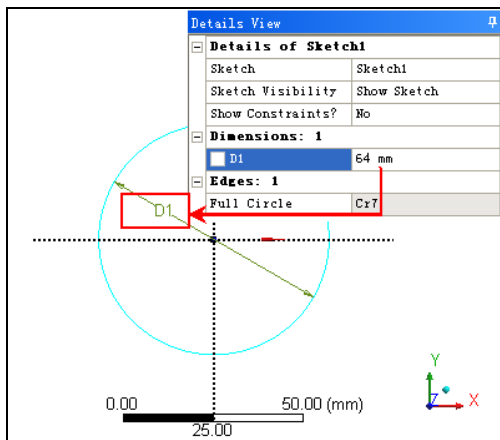 Details View
Details of Sketch1
Sketch Sketch1
Sketch Visibility Show Sketch
Show Constraints? No
Dimensions: 1
D1 64 mm
Edges: 1
Full Circle Cr7
D1
Y
Z X
0.00 50.00 (mm)
25.00